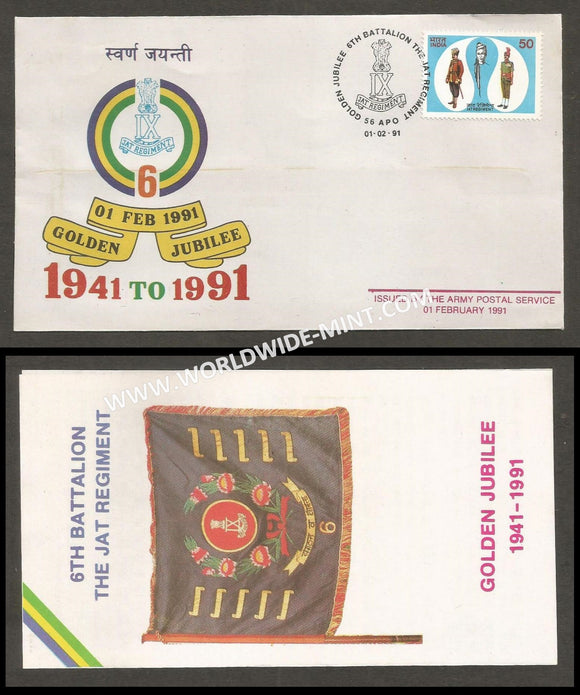 स्वर्ण जयन्ती
IX
JAT REGIMENT
6
01 FEB 1991
GOLDEN JUBILEE
1941 TO 1991
GOLDEN JUBILEE 6TH BATTALION THE JAT REGIMENT
IX
JAT REGIMENT
56 APO
01-02-91
भारत
INDIA
50
जाट रेजिमेन्ट
JAT REGIMENT
ISSUED BY THE ARMY POSTAL SERVICE
01 FEBRUARY 1991
© WWW.WORLDWIDE-MINT.COM
6TH BATTALION
THE JAT REGIMENT
IX
6
GOLDEN JUBILEE
1941-1991